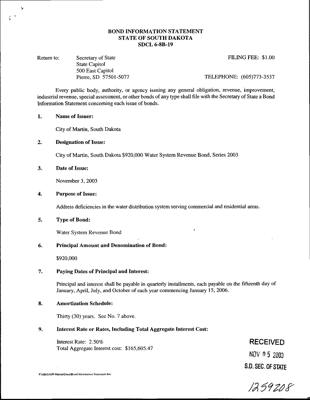 BOND INFORMATION STATEMENT
STATE OF SOUTH DAKOTA
SDCL 6-8B-19
Return to: Secretary of State FILING FEE: $1.00
State Capitol
500 East Capitol
Pierre, SD 57501-5077 TELEPHONE: (605)773-3537
Every public body, authority, or agency issuing any general obligation, revenue, improvement,
industrial revenue, special assessment, or other bonds of any type shall file with the Secretary of State a Bond
Information Statement concerning each issue of bonds.
1. Name of Issuer:
City of Martin, South Dakota
2. Designation of Issue:
City of Martin, South Dakota $920,000 Water System Revenue Bond, Series 2003
3. Date of Issue:
November 3, 2003
4. Purpose of Issue:
Address deficiencies in the water distribution system serving commercial and residential areas.
5. Type of Bond:
Water System Revenue Bond
6. Principal Amount and Denomination of Bond:
$920,000
7. Paying Dates of Principal and Interest:
Principal and interest shall be payable in quarterly installments, each payable on the fifteenth day of
January, April, July, and October of each year commencing January 15, 2006.
8. Amortization Schedule:
Thirty (30) years. See No. 7 above.
9. Interest Rate or Rates, Including Total Aggregate Interest Cost:
Interest Rate: 2.50%
Total Aggregate Interest cost: $165,605.47
RECEIVED
NOV 05 2003
S.D. SEC. OF STATE
1259208